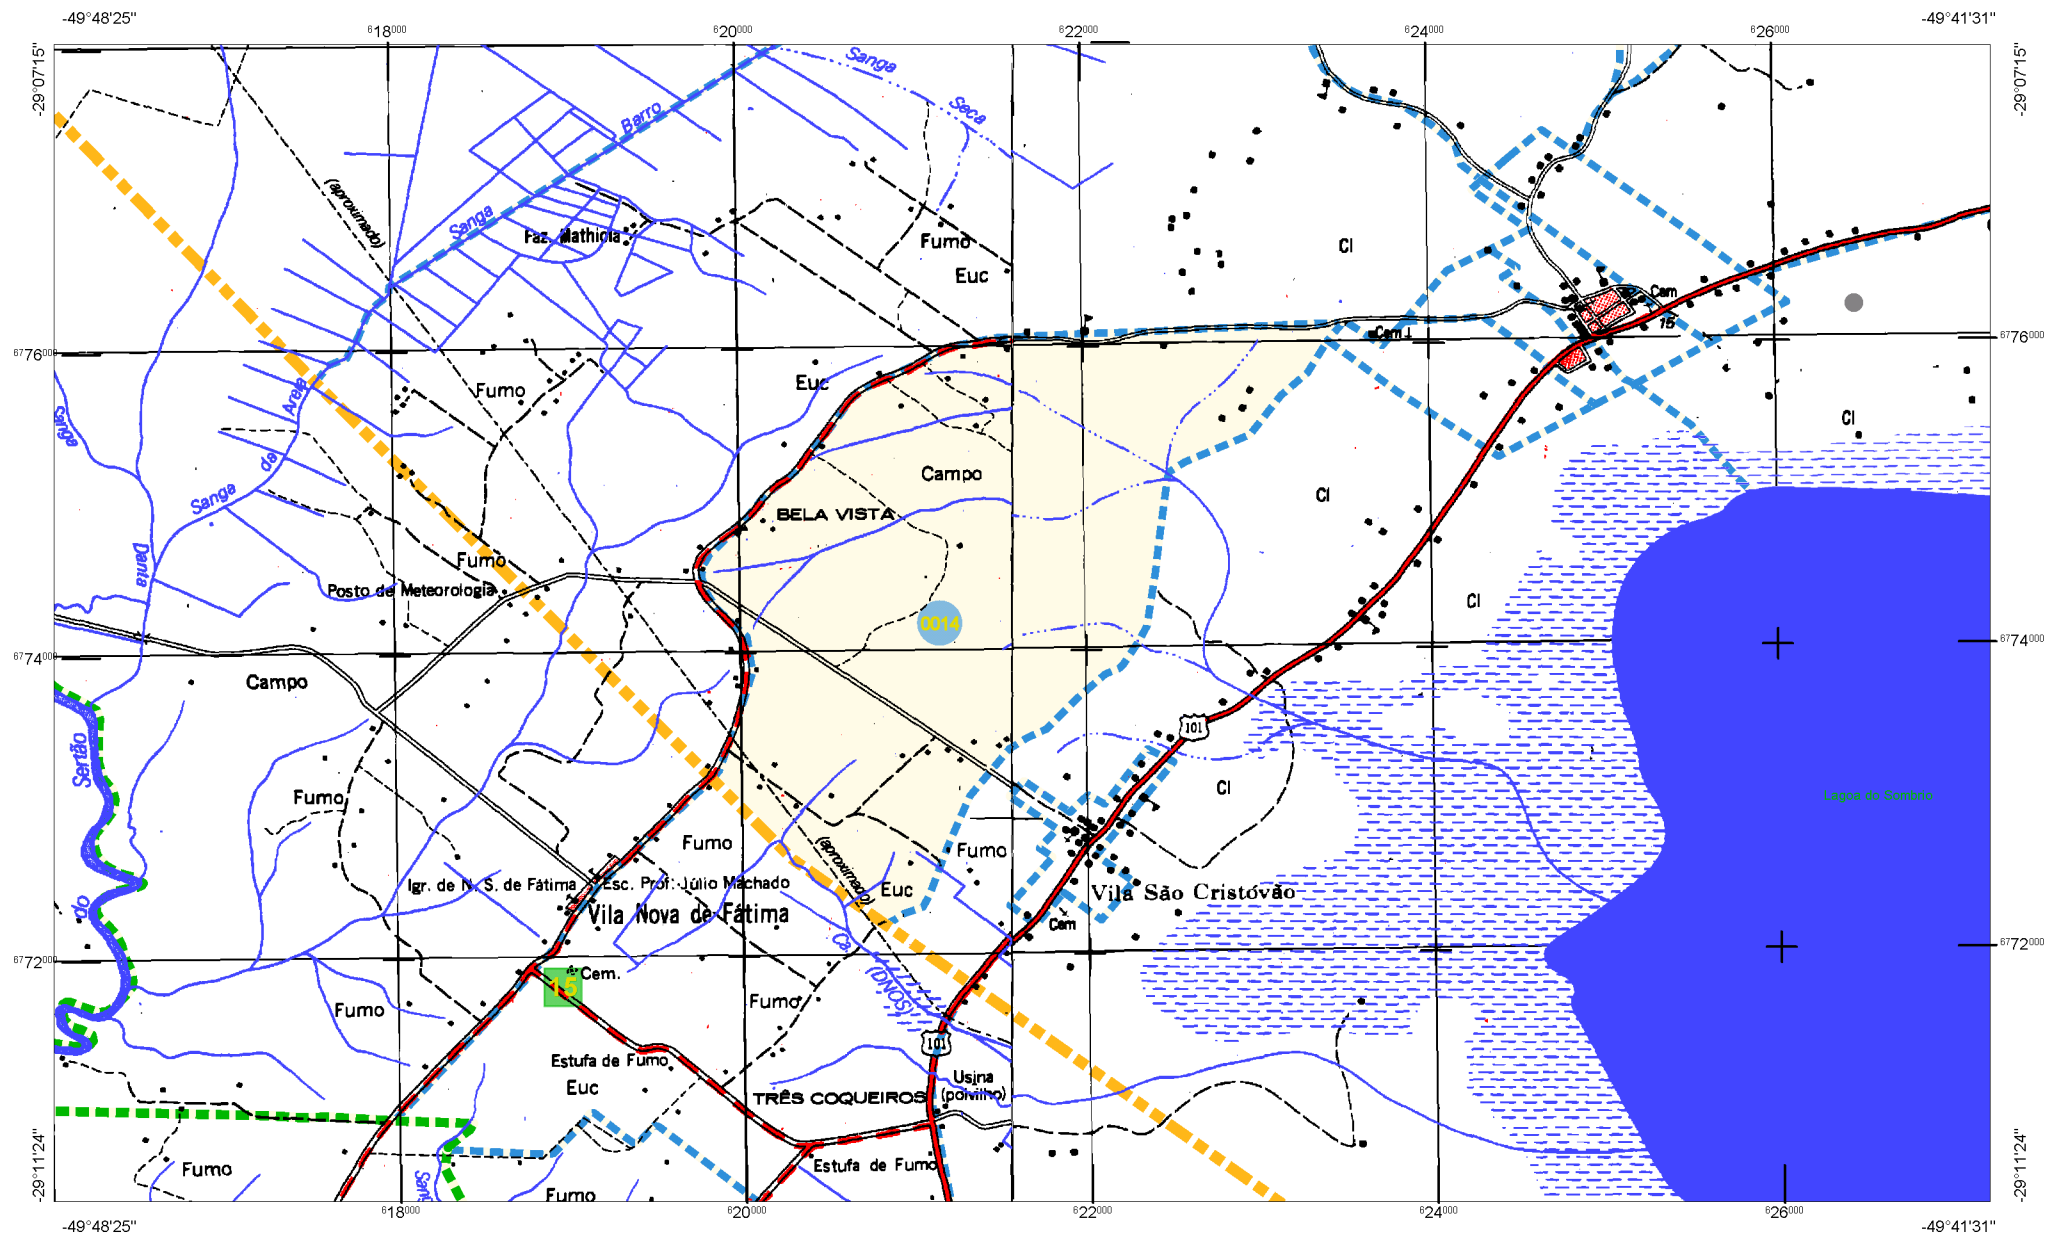 -49°48'25"
-49°41'31"
618000
620000
622000
624000
626000
-29°07'15"
-29°07'15"
Sanga
Seca
Barro
(aproximado)
Sanga
Faz. Mathiola
Fumo
Euc
Cl
Cem
15
Cem
6776000
6776000
Fumo
Euc
Areia
da
Sanga
Sanga
Cl
Campo
Cl
BELA VISTA
Danta
Fumo
Posto de Meteorologia
Cl
0014
6774000
6774000
Campo
101
Sertão
do
Fumo
Cl
Lagoa do Sombrio
Fumo
(aproximado)
Fumo
Igr. de N. S. de Fátima
Esc. Prof. Júlio Machado
Euc
Vila São Cristóvão
Vila Nova de Fátima
Cem
Ca
6772000
6772000
Cem.
15
(DNOS)
Fumo
Fumo
101
Estufa de Fumo
Euc
Usina
(polvilho)
TRÊS COQUEIROS
Estufa de Fumo
Fumo
Fumo
-29°11'24"
-29°11'24"
618000
620000
622000
624000
626000
-49°48'25"
-49°41'31"